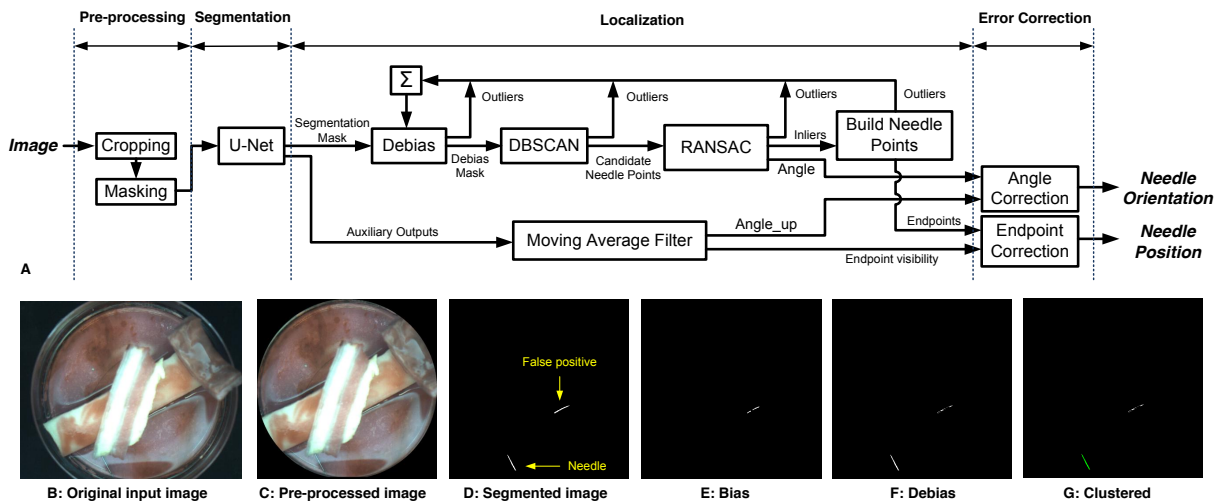 Pre-processing Segmentation Localization Error Correction
Σ
Outliers Outliers Outliers Outliers
Image
Cropping
Masking
U-Net
Segmentation
Mask
Debias
Debias
Mask
DBSCAN
Candidate
Needle Points
RANSAC
Inliers
Angle
Build Needle
Points
Angle
Correction
Needle
Orientation
Auxiliary Outputs
Moving Average Filter
Angle_up
Endpoint visibility
Endpoints
Endpoint
Correction
Needle
Position
A
False positive
Needle
B: Original input image
C: Pre-processed image
D: Segmented image
E: Bias
F: Debias
G: Clustered